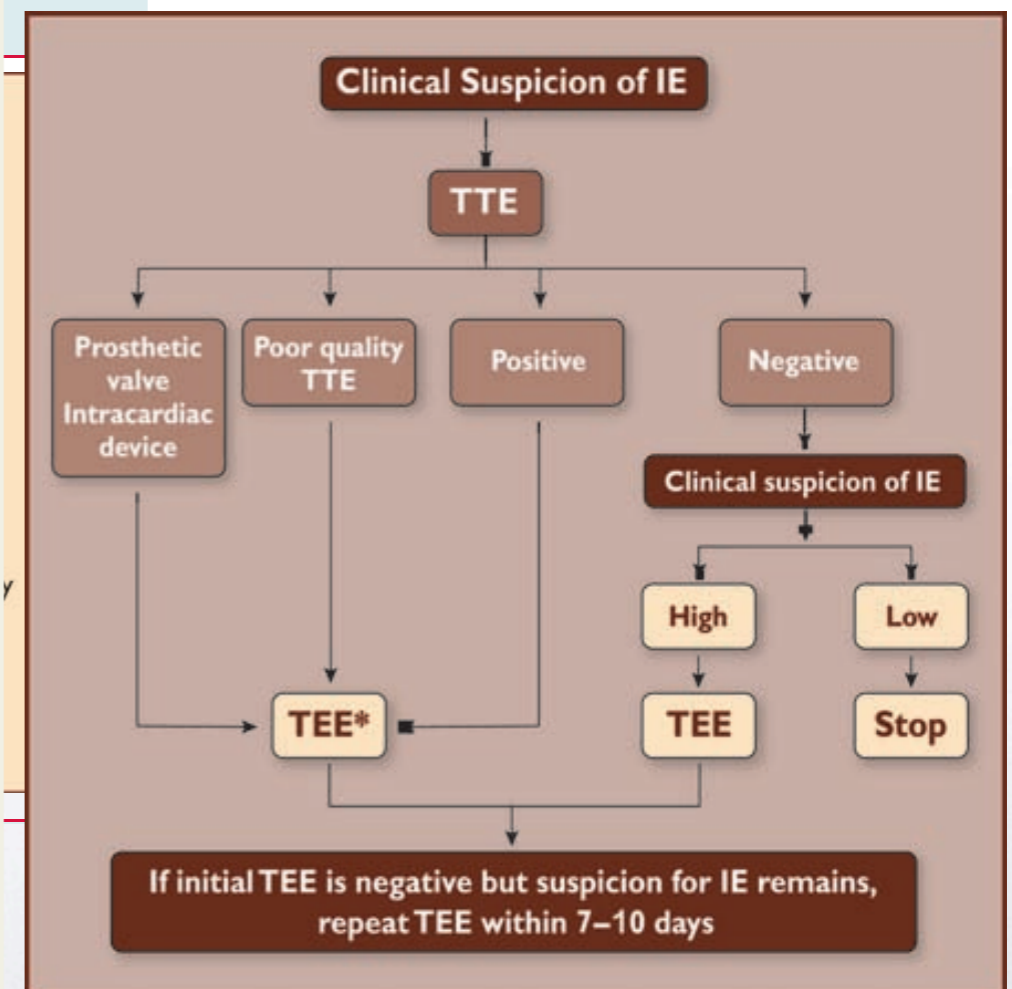 Clinical Suspicion of IE
TTE
Prosthetic
valve
Intracardiac
device
Poor quality
TTE
Positive
Negative
Clinical suspicion of IE
y
High
Low
TEE*
TEE
Stop
If initial TEE is negative but suspicion for IE remains,
repeat TEE within 7–10 days